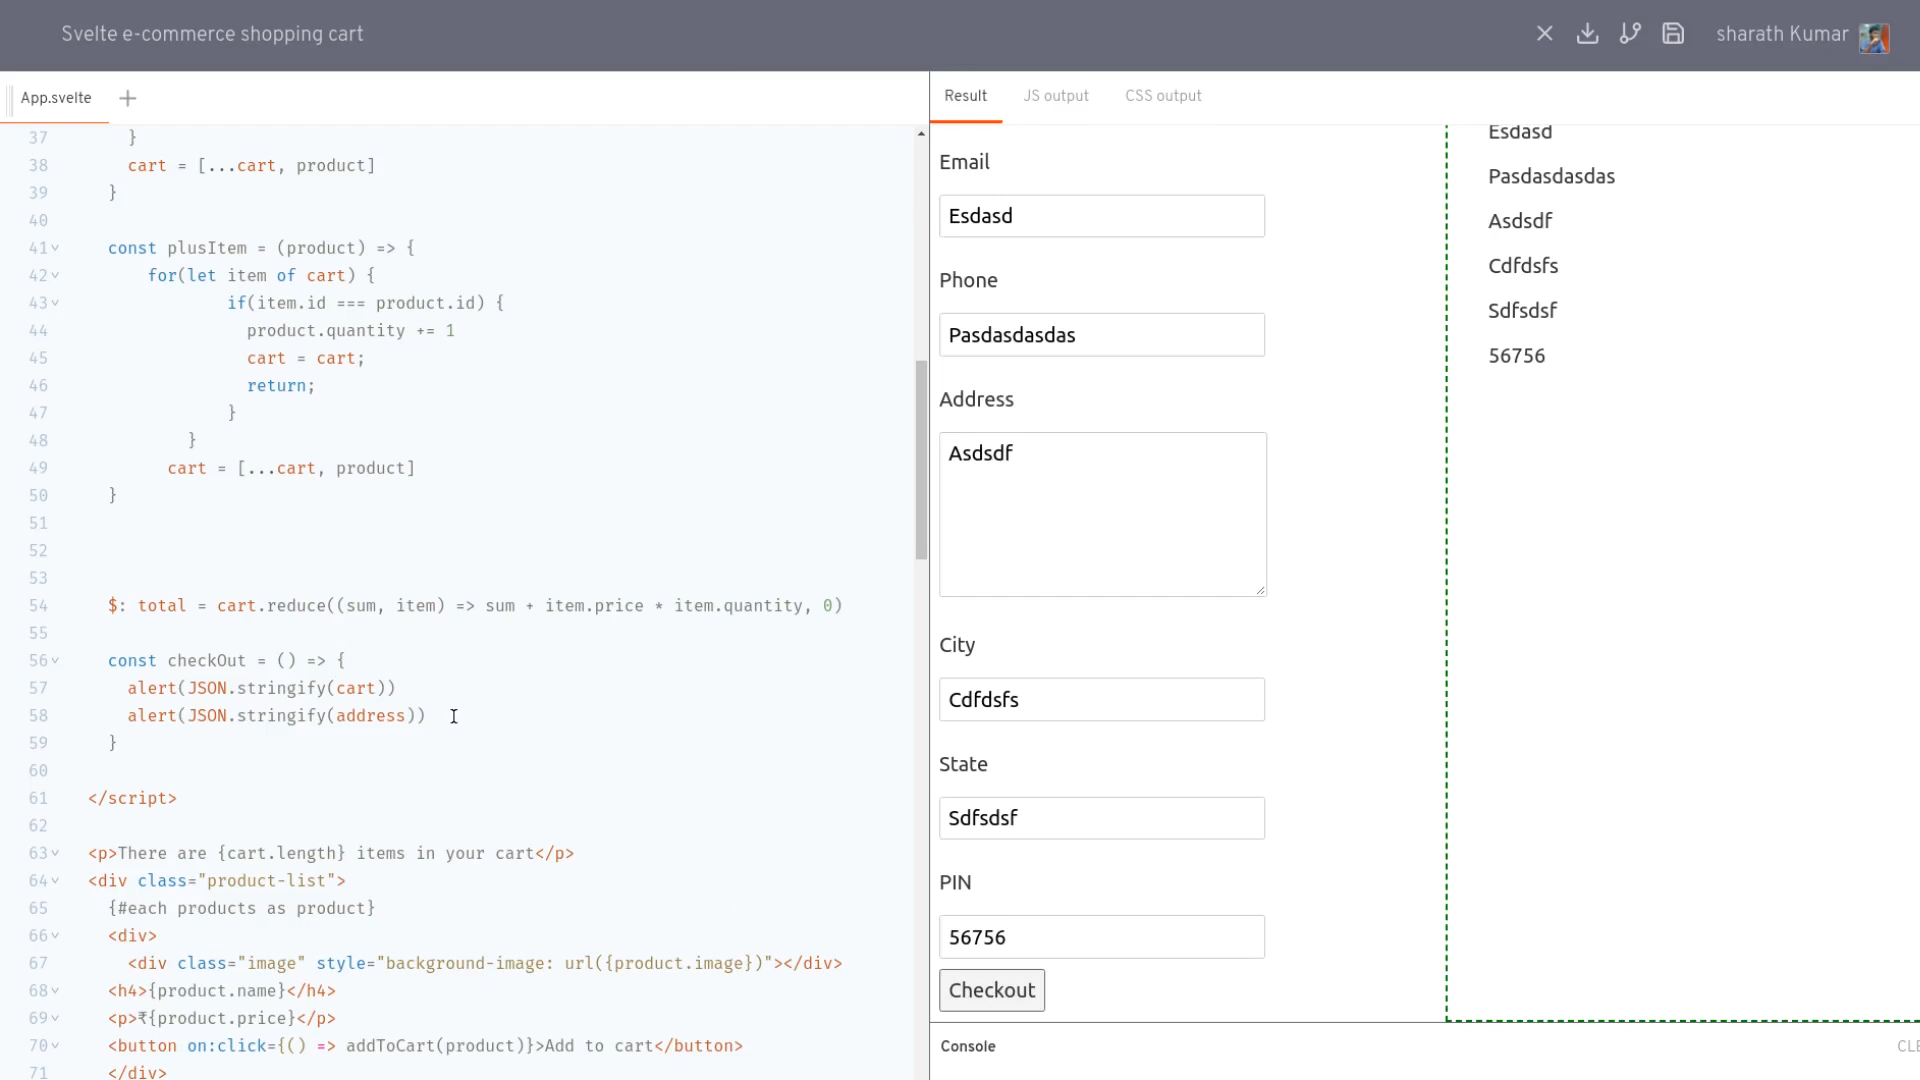 Svelte e-commerce shopping cart
sharath Kumar
App.svelte
37 }
38 cart = [...cart, product]
39 }
40
41 const plusItem = (product) => {
42 for(let item of cart) {
43 if(item.id === product.id) {
44 product.quantity += 1
45 cart = cart;
46 return;
47 }
48 }
49 cart = [...cart, product]
50 }
51
52
53
54 $: total = cart.reduce((sum, item) => sum + item.price * item.quantity, 0)
55
56 const checkOut = () => {
57 alert(JSON.stringify(cart))
58 alert(JSON.stringify(address))
59 }
60
61 </script>
62
63 <p>There are {cart.length} items in your cart</p>
64 <div class="product-list">
65 {#each products as product}
66 <div>
67 <div class="image" style="background-image: url({product.image})"></div>
68 <h4>{product.name}</h4>
69 <p>₹{product.price}</p>
70 <button on:click={() => addToCart(product)}>Add to cart</button>
71 </div>
Result JS output CSS output
Email
Esdasd
Phone
Pasdasdasdas
Address
Asdsdf
City
Cdfdsfs
State
Sdfsdsf
PIN
56756
Checkout
Esdasd
Pasdasdasdas
Asdsdf
Cdfdsfs
Sdfsdsf
56756
Console
CLE